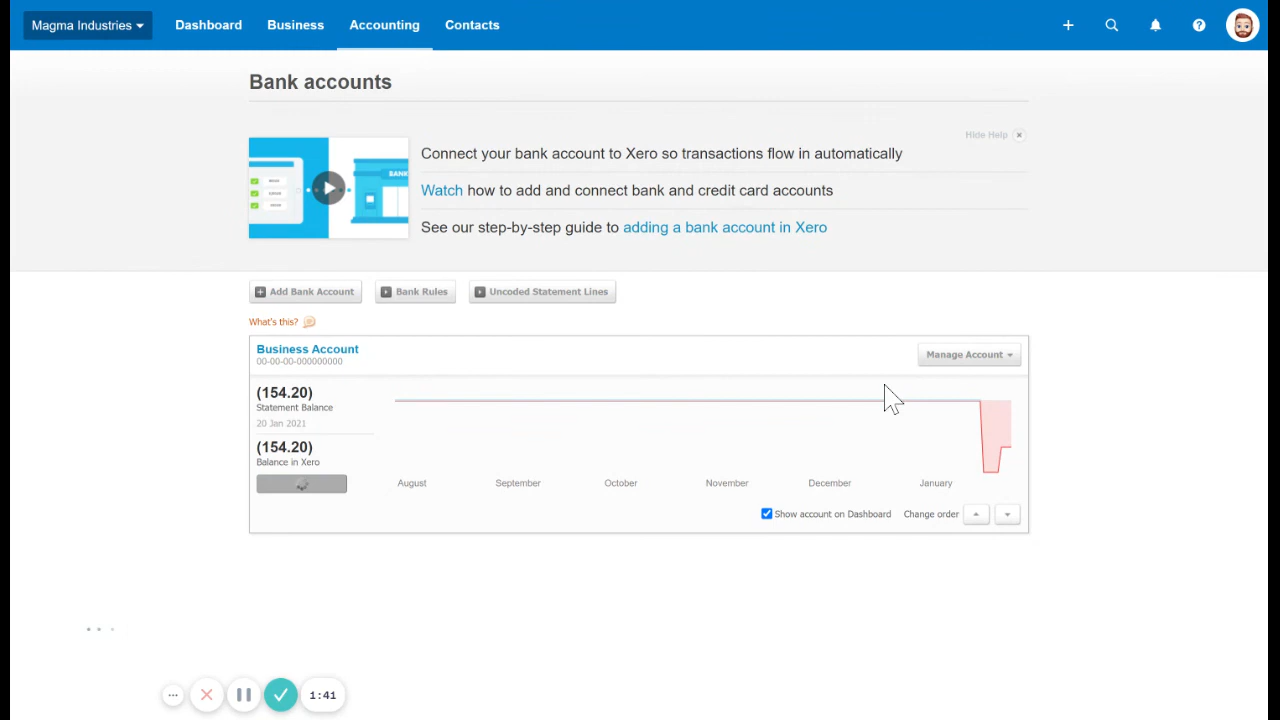 Magma Industries
Dashboard
Business
Accounting
Contacts
Bank accounts
Hide Help
BANK
Connect your bank account to Xero so transactions flow in automatically
Watch how to add and connect bank and credit card accounts
See our step-by-step guide to adding a bank account in Xero
Add Bank Account
Bank Rules
Uncoded Statement Lines
What's this?
Business Account
00-00-00-000000000
Manage Account
(154.20)
Statement Balance
20 Jan 2021
(154.20)
Balance in Xero
August
September
October
November
December
January
Show account on Dashboard
Change order
1:41